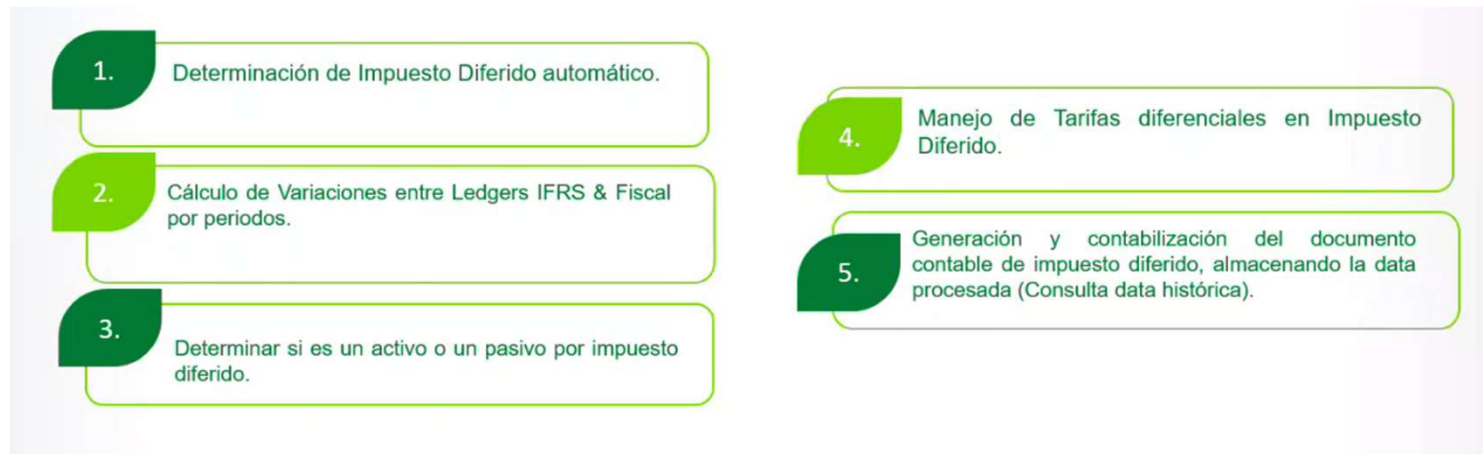 1.
Determinación de Impuesto Diferido automático.
2.
Cálculo de Variaciones entre Ledgers IFRS & Fiscal
por periodos.
3.
Determinar si es un activo o un pasivo por impuesto
diferido.
4.
Manejo de Tarifas diferenciales en Impuesto
Diferido.
5.
Generación y contabilización del documento
contable de impuesto diferido, almacenando la data
procesada (Consulta data histórica).